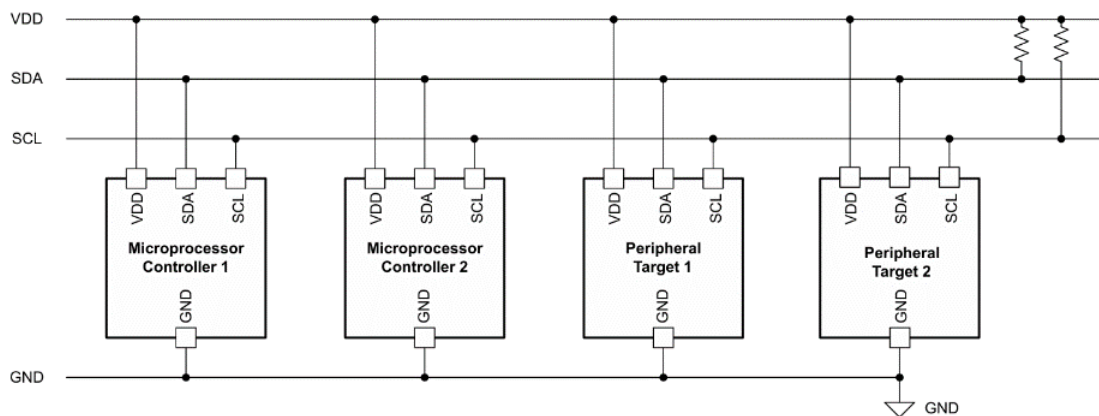 VDD
SDA
SCL
VDD SDA SCL
Microprocessor
Controller 1
GND
VDD SDA SCL
Microprocessor
Controller 2
GND
VDD SDA SCL
Peripheral
Target 1
GND
VDD SDA SCL
Peripheral
Target 2
GND
GND
GND